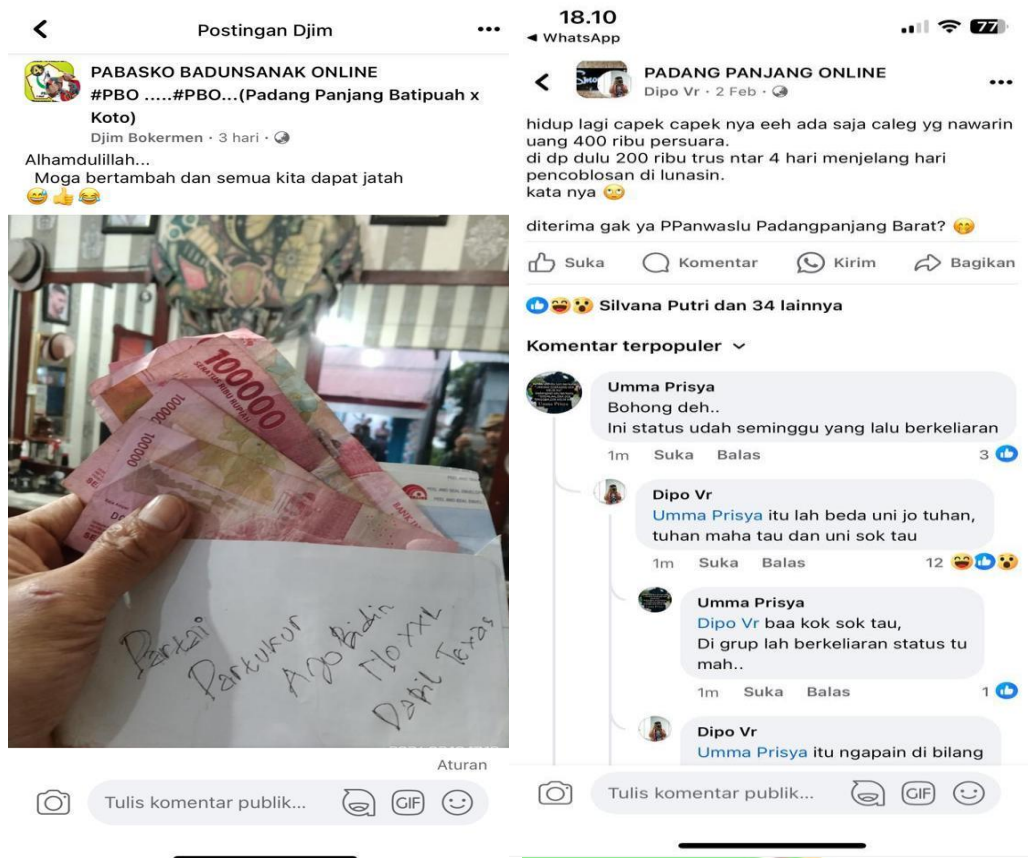 Postingan Djim
PABASKO BADUNSANAK ONLINE
#PBO .....#PBO...(Padang Panjang Batipuah x
Koto)
Djim Bokermen · 3 hari ·
Alhamdulillah...
Moga bertambah dan semua kita dapat jatah
100000
SERATUS RIBU RUPIAH
100000
100000
Partai
Partukur
Ajo Baidin
No XXL
Dapil Texas
Aturan
Tulis komentar publik...
GIF
18.10
77
WhatsApp
PADANG PANJANG ONLINE
Dipo Vr · 2 Feb ·
hidup lagi capek capek nya eeh ada saja caleg yg nawarin
uang 400 ribu persuara.
di dp dulu 200 ribu trus ntar 4 hari menjelang hari
pencoblosan di lunasin.
kata nya
diterima gak ya PPanwaslu Padangpanjang Barat?
Suka Komentar Kirim Bagikan
Silvana Putri dan 34 lainnya
Komentar terpopuler
Umma Prisya
Bohong deh..
Ini status udah seminggu yang lalu berkeliaran
1m Suka Balas 3
Dipo Vr
Umma Prisya itu lah beda uni jo tuhan,
tuhan maha tau dan uni sok tau
1m Suka Balas 12
Umma Prisya
Dipo Vr baa kok sok tau,
Di grup lah berkeliaran status tu
mah..
1m Suka Balas 1
Dipo Vr
Umma Prisya itu ngapain di bilang
Tulis komentar publik...
GIF